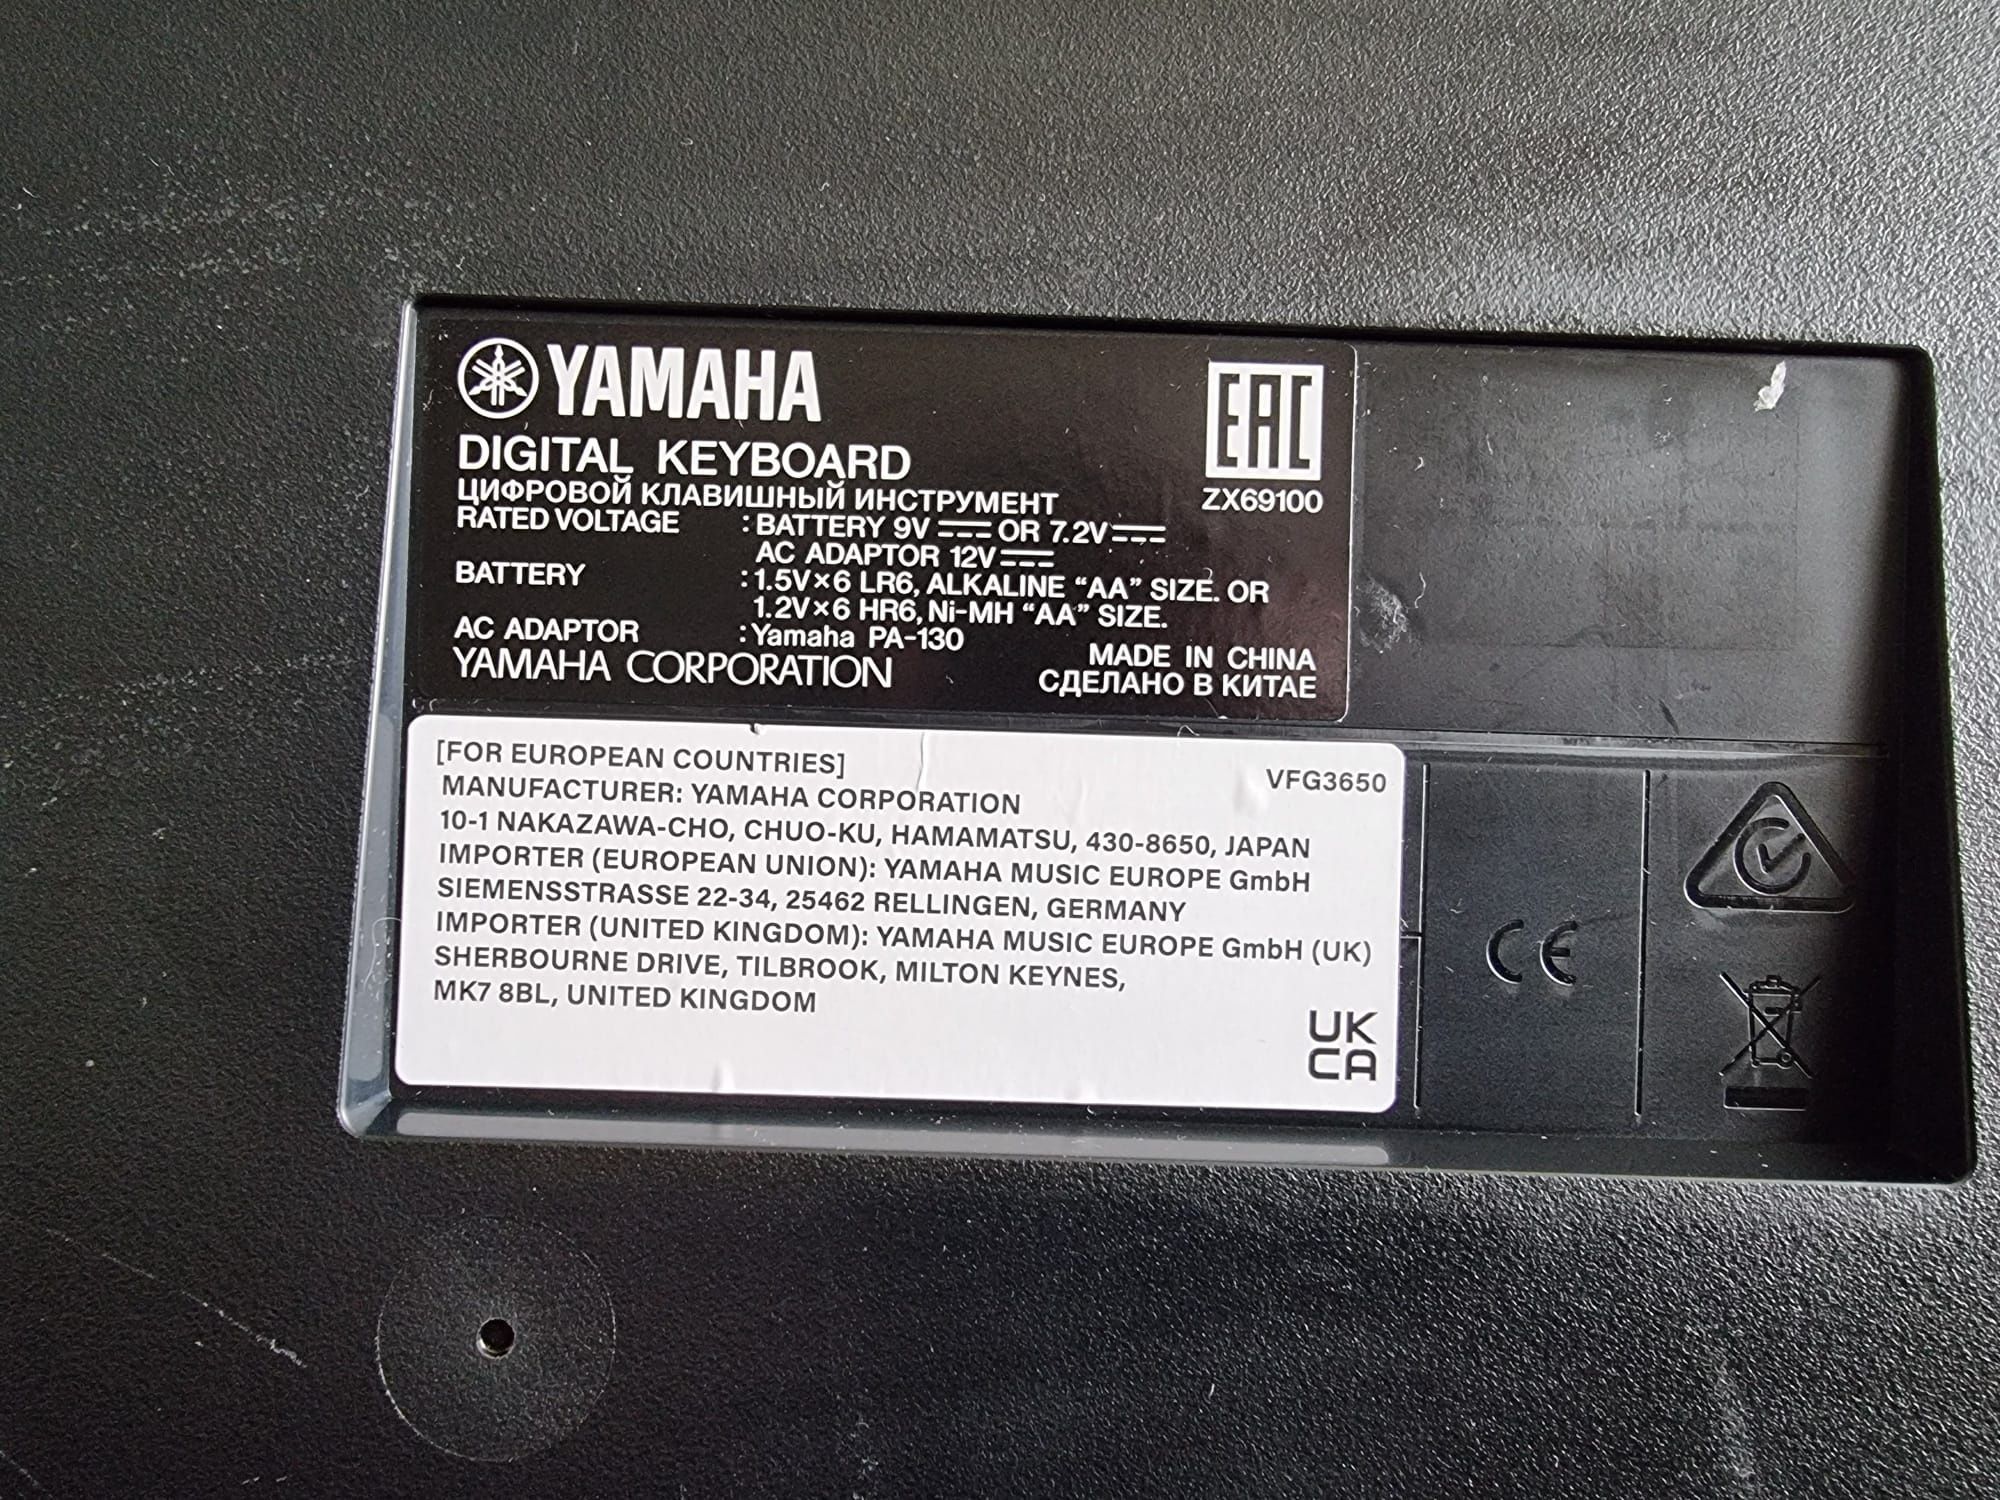 YAMAHA
EAC
ZX69100
DIGITAL KEYBOARD
ЦИФРОВОЙ КЛАВИШНЫЙ ИНСТРУМЕНТ
RATED VOLTAGE : BATTERY 9V OR 7.2V
AC ADAPTOR 12V
BATTERY : 1.5V×6 LR6, ALKALINE “AA” SIZE. OR
1.2V×6 HR6, Ni-MH “AA” SIZE.
AC ADAPTOR : Yamaha PA-130
YAMAHA CORPORATION
MADE IN CHINA
СДЕЛАНО В КИТАЕ
[FOR EUROPEAN COUNTRIES]
VFG3650
MANUFACTURER: YAMAHA CORPORATION
10-1 NAKAZAWA-CHO, CHUO-KU, HAMAMATSU, 430-8650, JAPAN
IMPORTER (EUROPEAN UNION): YAMAHA MUSIC EUROPE GmbH
SIEMENSSTRASSE 22-34, 25462 RELLINGEN, GERMANY
IMPORTER (UNITED KINGDOM): YAMAHA MUSIC EUROPE GmbH (UK)
SHERBOURNE DRIVE, TILBROOK, MILTON KEYNES,
MK7 8BL, UNITED KINGDOM
UK
CA
CE